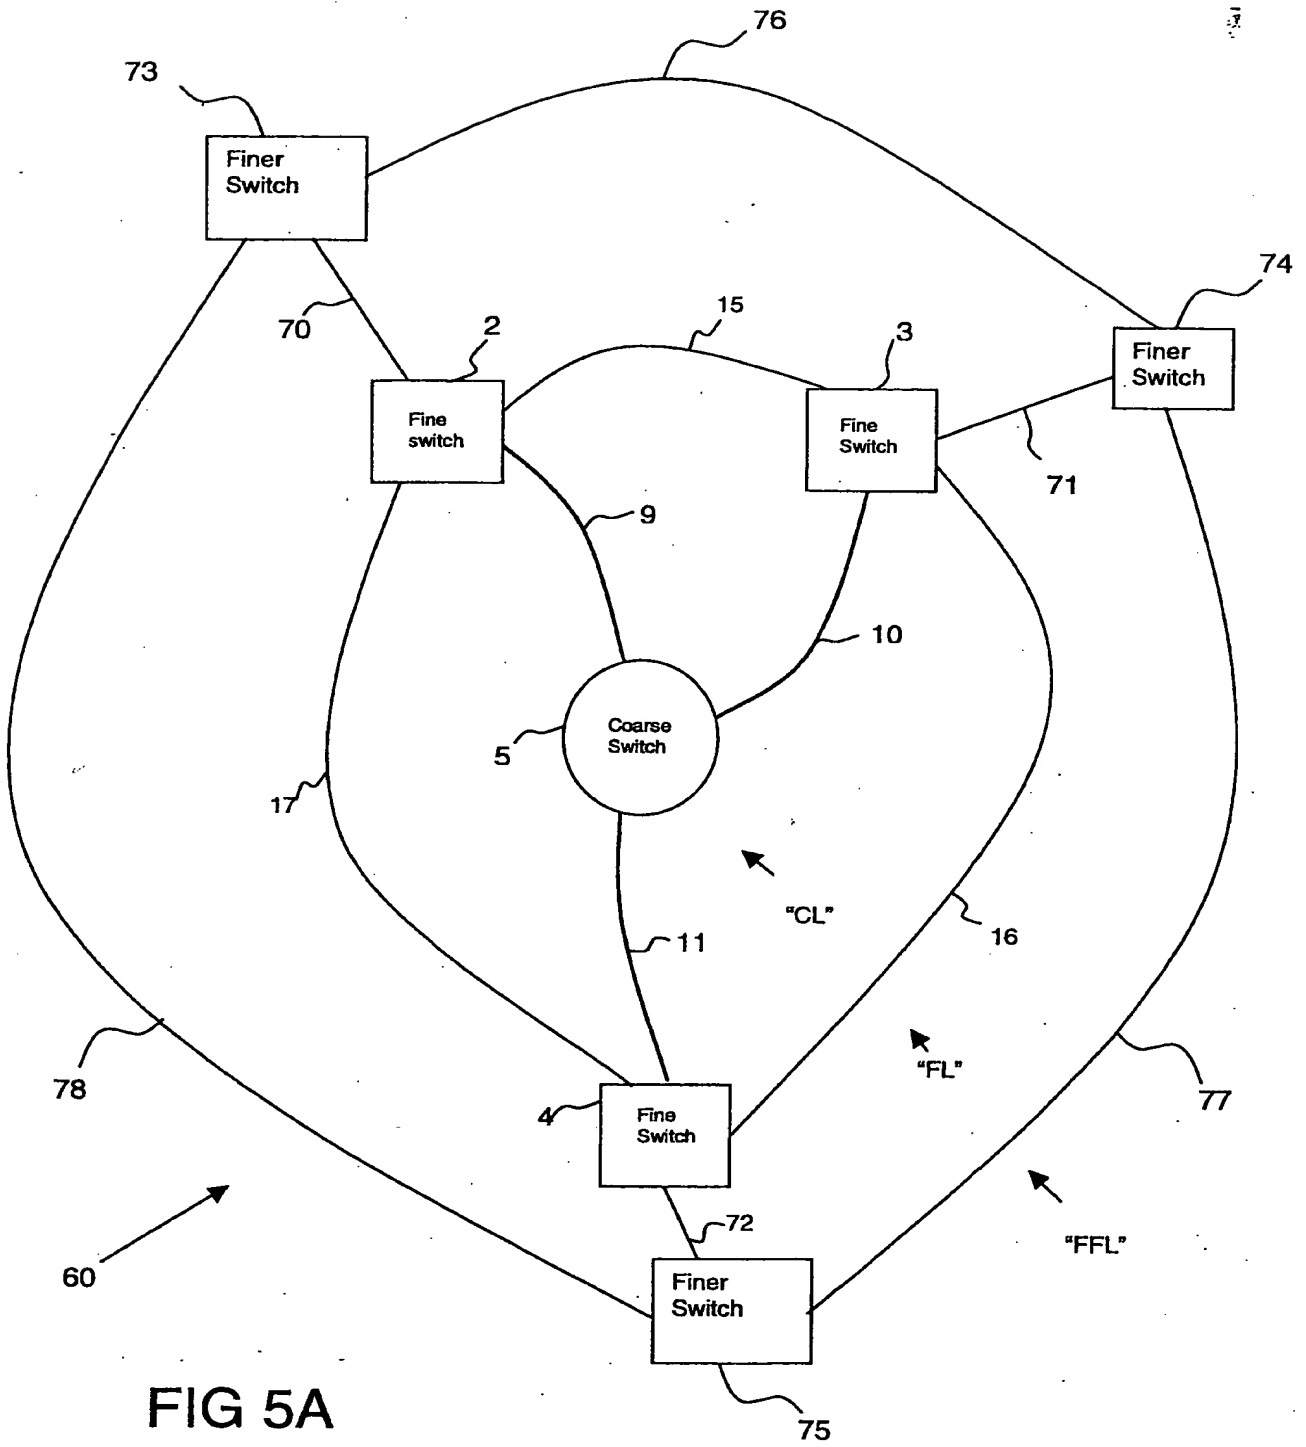 76
73
Finer
Switch
74
70
2
15
3
Finer
Switch
Fine
switch
Fine
Switch
71
9
10
5
Coarse
Switch
17
"CL"
11
16
"FL"
78
4
Fine
Switch
77
72
"FFL"
60
Finer
Switch
FIG 5A
75